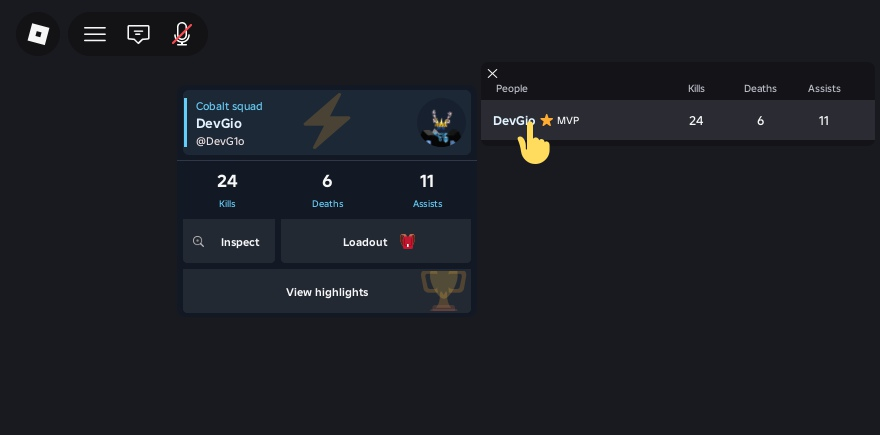 Cobalt squad
DevGio
@DevG1o
24 6 11
Kills Deaths Assists
Inspect Loadout
View highlights
People Kills Deaths Assists
DevGio MVP 24 6 11